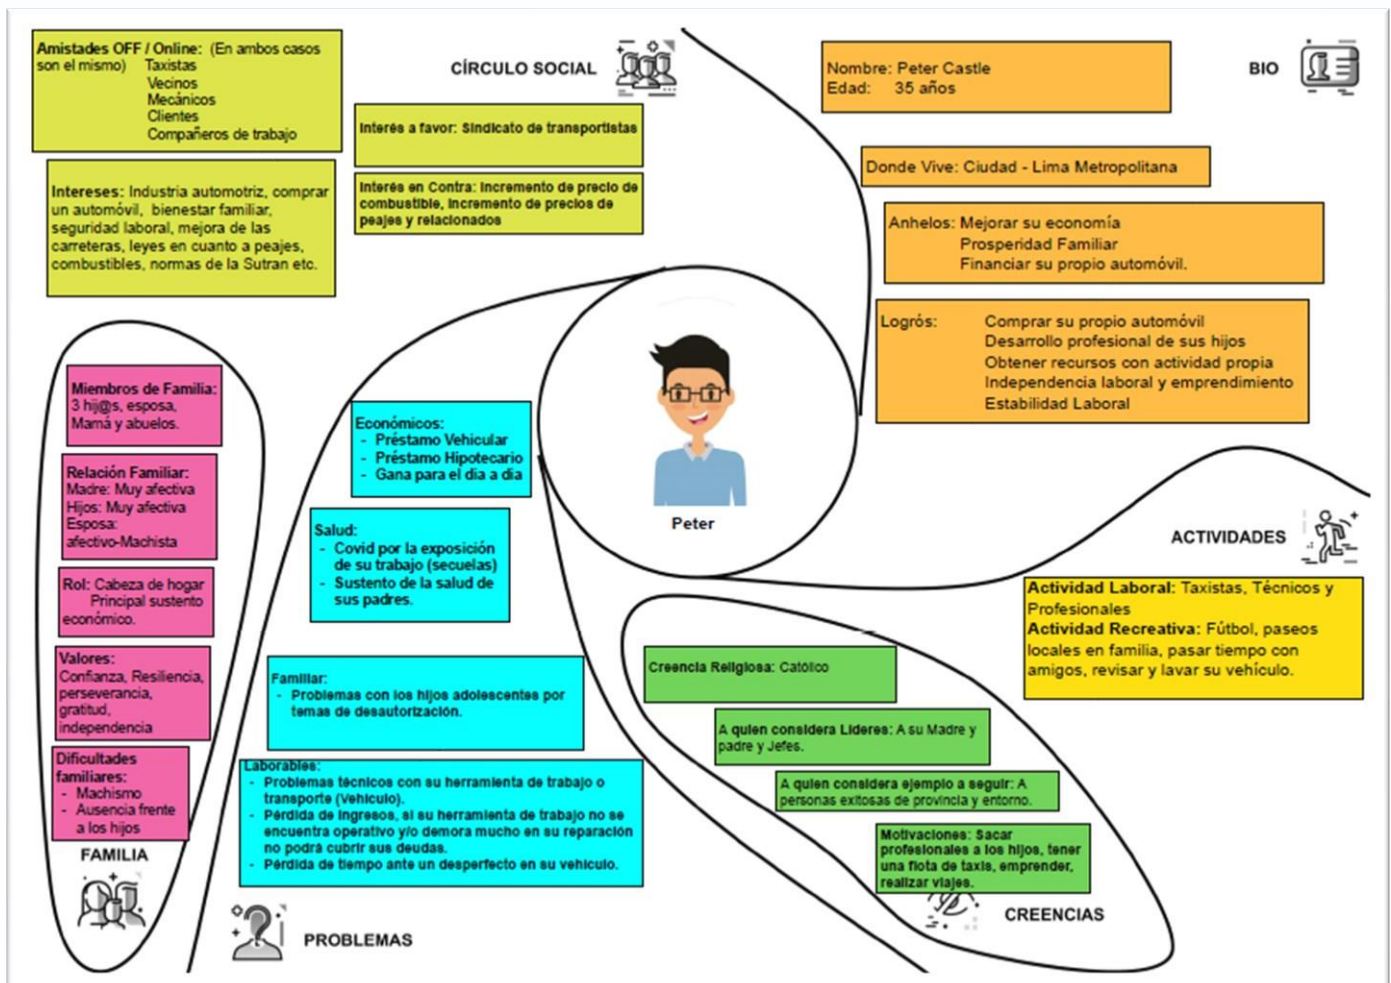 Amistades OFF / Online: (En ambos casos
son el mismo) Taxistas
Vecinos
Mecánicos
Clientes
Compañeros de trabajo
Intereses: Industria automotriz, comprar
un automóvil, bienestar familiar,
seguridad laboral, mejora de las
carreteras, leyes en cuanto a peajes,
combustibles, normas de la Sutran etc.
CÍRCULO SOCIAL
Interés a favor: Sindicato de transportistas
Interés en Contra: Incremento de precio de
combustible, Incremento de precios de
peajes y relacionados
BIO
Nombre: Peter Castle
Edad: 35 años
Donde Vive: Ciudad - Lima Metropolitana
Anhelos: Mejorar su economía
Prosperidad Familiar
Financiar su propio automóvil.
Logrós: Comprar su propio automóvil
Desarrollo profesional de sus hijos
Obtener recursos con actividad propia
Independencia laboral y emprendimiento
Estabilidad Laboral
Peter
Miembros de Familia:
3 hij@s, esposa,
Mamá y abuelos.
Relación Familiar:
Madre: Muy afectiva
Hijos: Muy afectiva
Esposa:
afectivo-Machista
Rol: Cabeza de hogar
Principal sustento
económico.
Valores:
Confianza, Resiliencia,
perseverancia,
gratitud,
independencia
Dificultades
familiares:
- Machismo
- Ausencia frente
a los hijos
FAMILIA
Económicos:
- Préstamo Vehicular
- Préstamo Hipotecario
- Gana para el dia a dia
Salud:
- Covid por la exposición
de su trabajo (secuelas)
- Sustento de la salud de
sus padres.
Familiar:
- Problemas con los hijos adolescentes por
temas de desautorización.
Laborables:
- Problemas técnicos con su herramienta de trabajo o
transporte (Vehiculo).
- Pérdida de Ingresos, si su herramienta de trabajo no se
encuentra operativo y/o demora mucho en su reparación
no podrá cubrir sus deudas.
- Pérdida de tiempo ante un desperfecto en su vehiculo.
PROBLEMAS
ACTIVIDADES
Actividad Laboral: Taxistas, Técnicos y
Profesionales
Actividad Recreativa: Fútbol, paseos
locales en familia, pasar tiempo con
amigos, revisar y lavar su vehículo.
Creencia Religiosa: Católico
A quien considera Lideres: A su Madre y
padre y Jefes.
A quien considera ejemplo a seguir: A
personas exitosas de provincia y entorno.
Motivaciones: Sacar
profesionales a los hijos, tener
una flota de taxis, emprender,
realizar viajes.
CREENCIAS